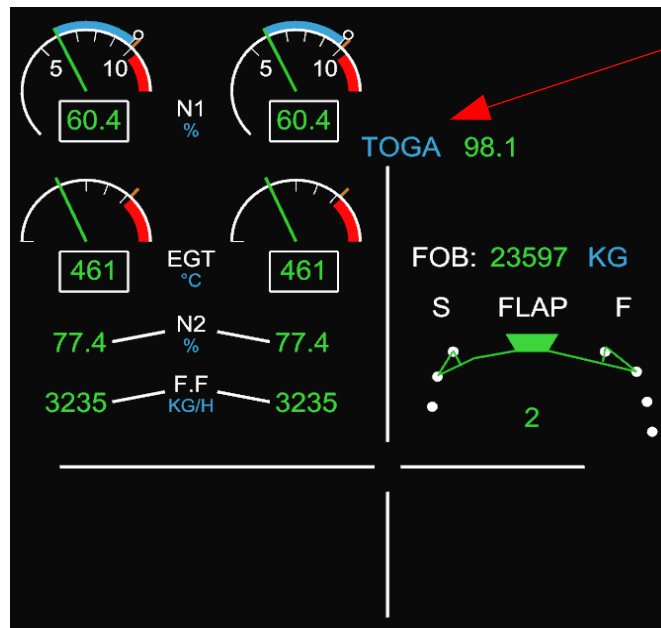 5 10 5 10
60.4 N1 60.4
%
TOGA 98.1
461 EGT 461
°C
FOB: 23597 KG
S FLAP F
77.4 N2 77.4
%
3235 F.F 3235
KG/H
2